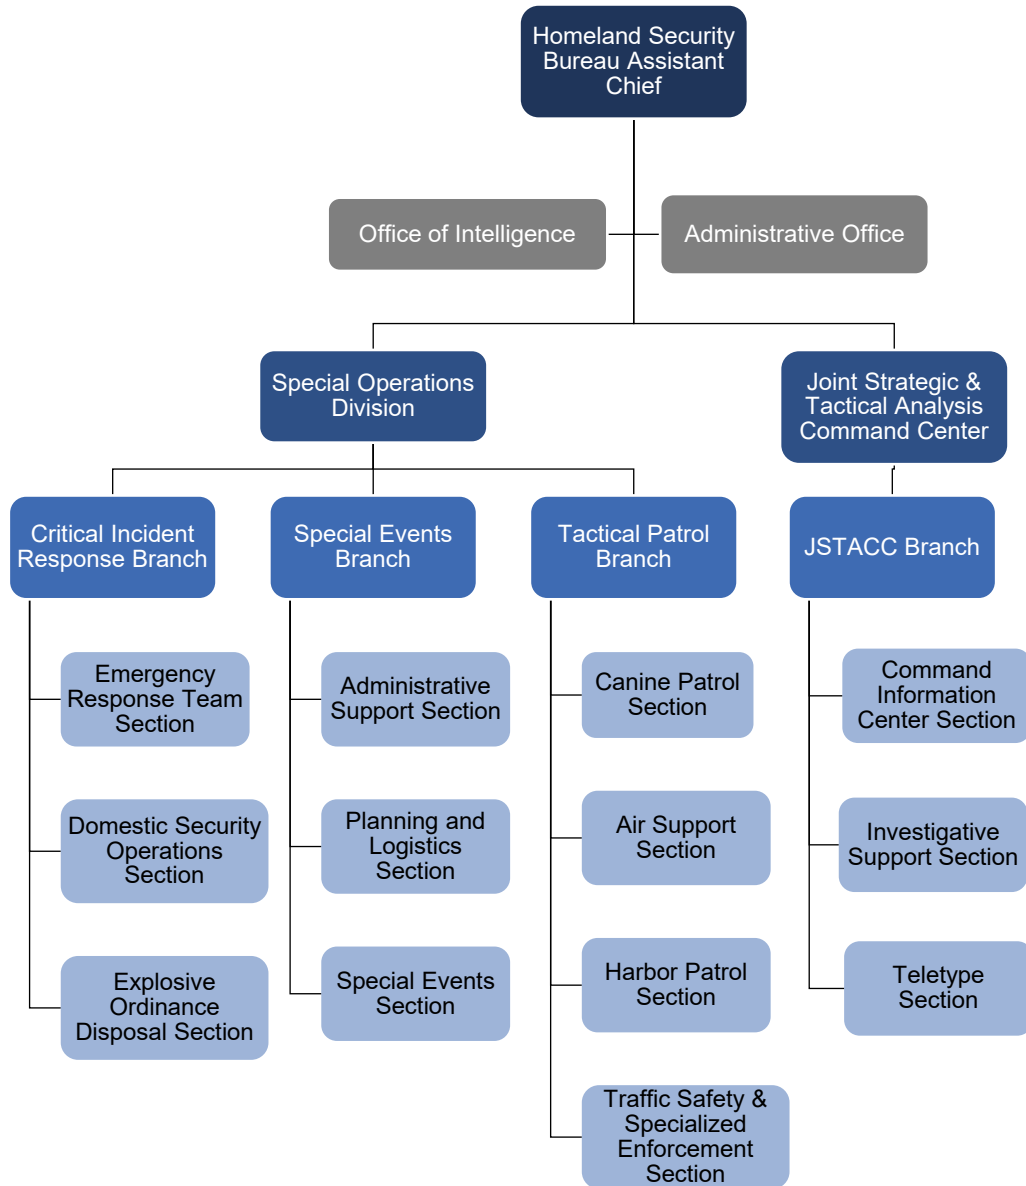 Homeland Security
Bureau Assistant
Chief
Office of Intelligence
Administrative Office
Special Operations
Division
Joint Strategic &
Tactical Analysis
Command Center
Critical Incident
Response Branch
Special Events
Branch
Tactical Patrol
Branch
JSTACC Branch
Emergency
Response Team
Section
Domestic Security
Operations
Section
Explosive
Ordinance
Disposal Section
Administrative
Support Section
Planning and
Logistics
Section
Special Events
Section
Canine Patrol
Section
Air Support
Section
Harbor Patrol
Section
Traffic Safety &
Specialized
Enforcement
Section
Command
Information
Center Section
Investigative
Support Section
Teletype
Section